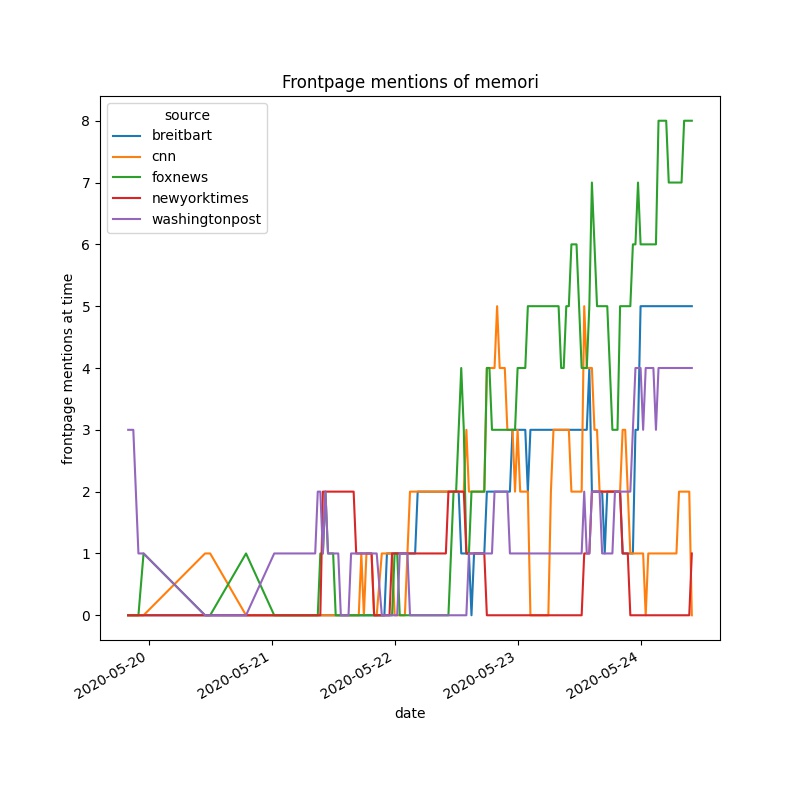 Frontpage mentions of memori
source
breitbart
cnn
foxnews
newyorktimes
washingtonpost
frontpage mentions at time
8
7
6
5
4
3
2
1
0
2020-05-20
2020-05-21
2020-05-22
2020-05-23
2020-05-24
date